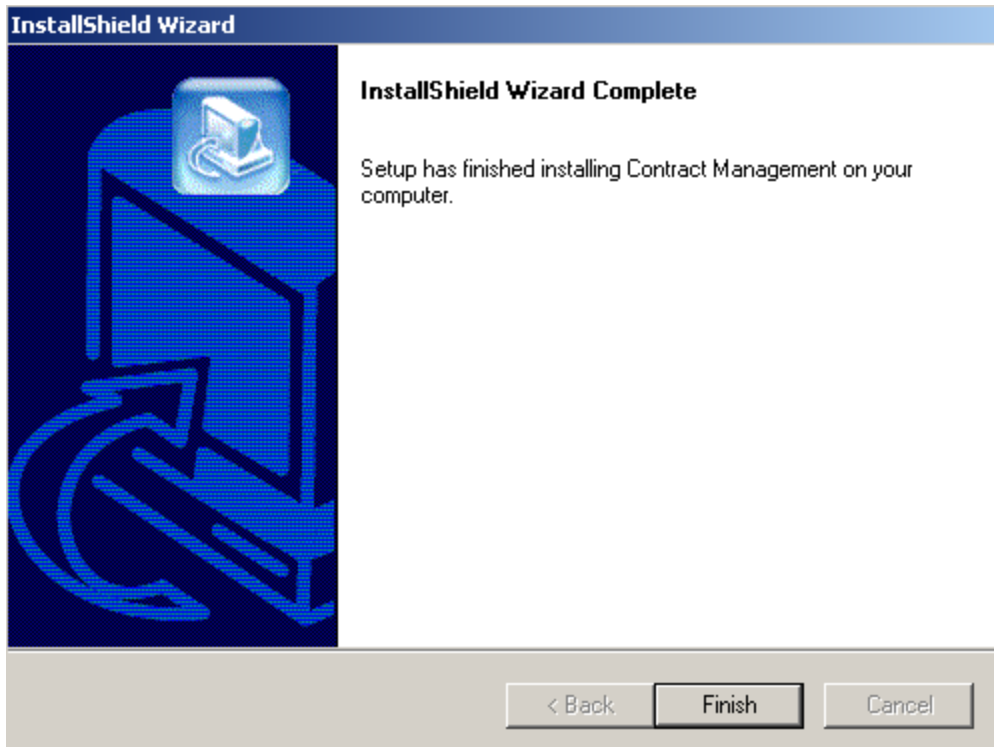 InstallShield Wizard
InstallShield Wizard Complete
Setup has finished installing Contract Management on your
computer.
< Back
Finish
Cancel